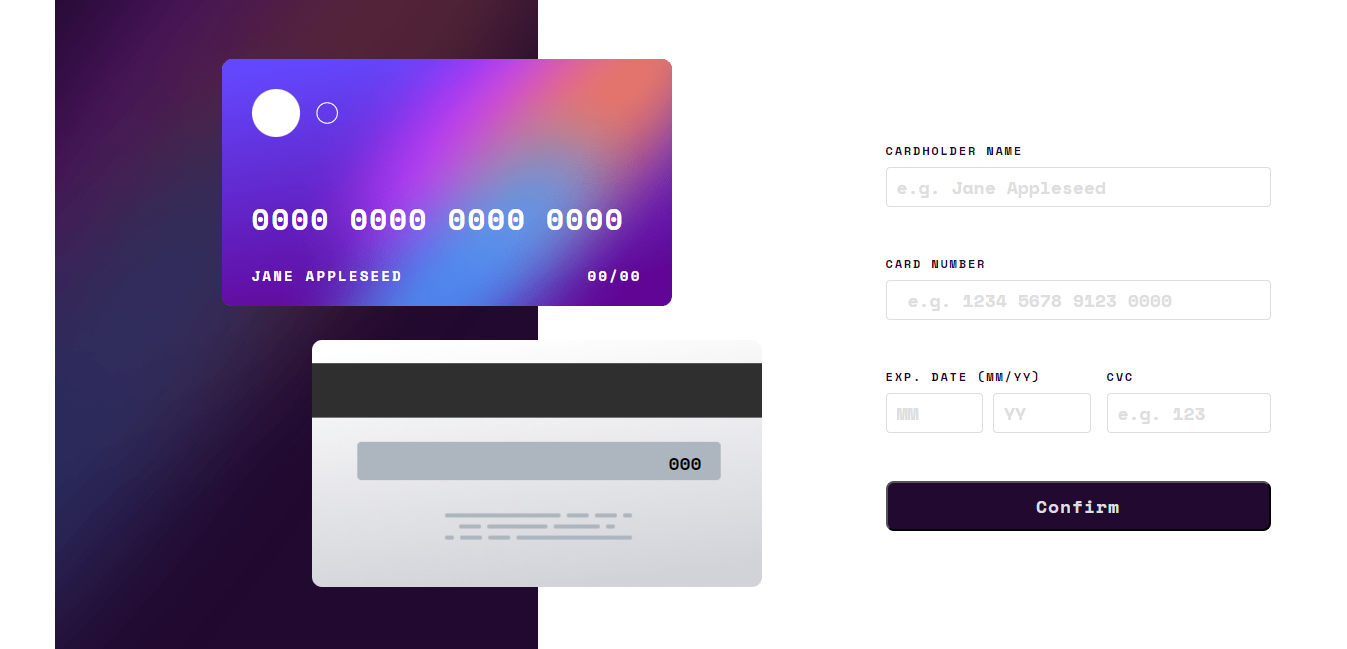 0000 0000 0000 0000
JANE APPLESEED 00/00
000
CARDHOLDER NAME
e.g. Jane Appleseed
CARD NUMBER
e.g. 1234 5678 9123 0000
EXP. DATE (MM/YY) CVC
MM YY e.g. 123
Confirm